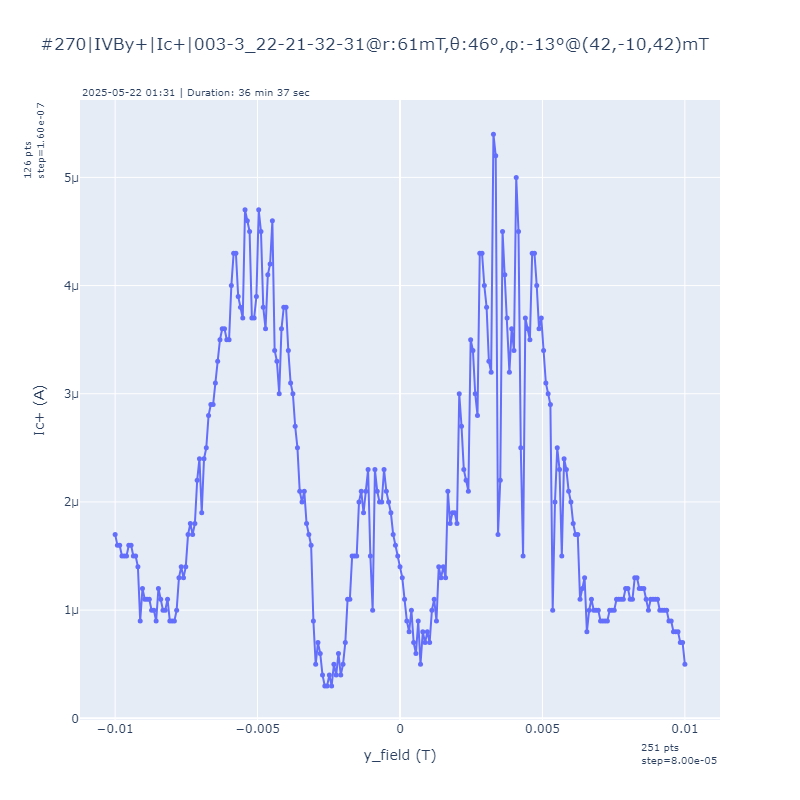 #270|IVBy+|Ic+|003-3_22-21-32-31@r:61mT,θ:46º,φ:-13º@(42,-10,42)mT
2025-05-22 01:31 | Duration: 36 min 37 sec
126 pts
step=1.60e-07
5μ
4μ
3μ
2μ
1μ
0
Ic+ (A)
−0.01
−0.005
0
0.005
0.01
y_field (T)
251 pts
step=8.00e-05